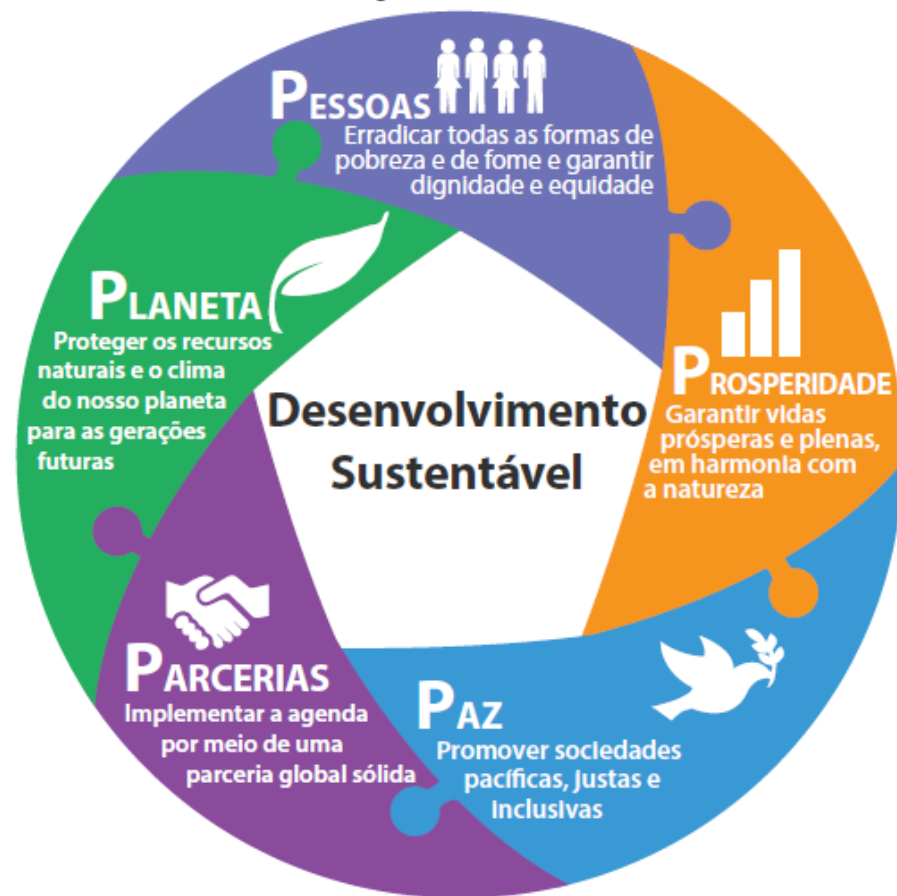 PESSOAS
Erradicar todas as formas de
pobreza e de fome e garantir
dignidade e equidade
PROSPERIDADE
Garantir vidas
prósperas e plenas,
em harmonia com
a natureza
PAZ
Promover sociedades
pacíficas, justas e
inclusivas
PARCERIAS
Implementar a agenda
por meio de uma
parceria global sólida
PLANETA
Proteger os recursos
naturais e o clima
do nosso planeta
para as gerações
futuras
Desenvolvimento
Sustentável